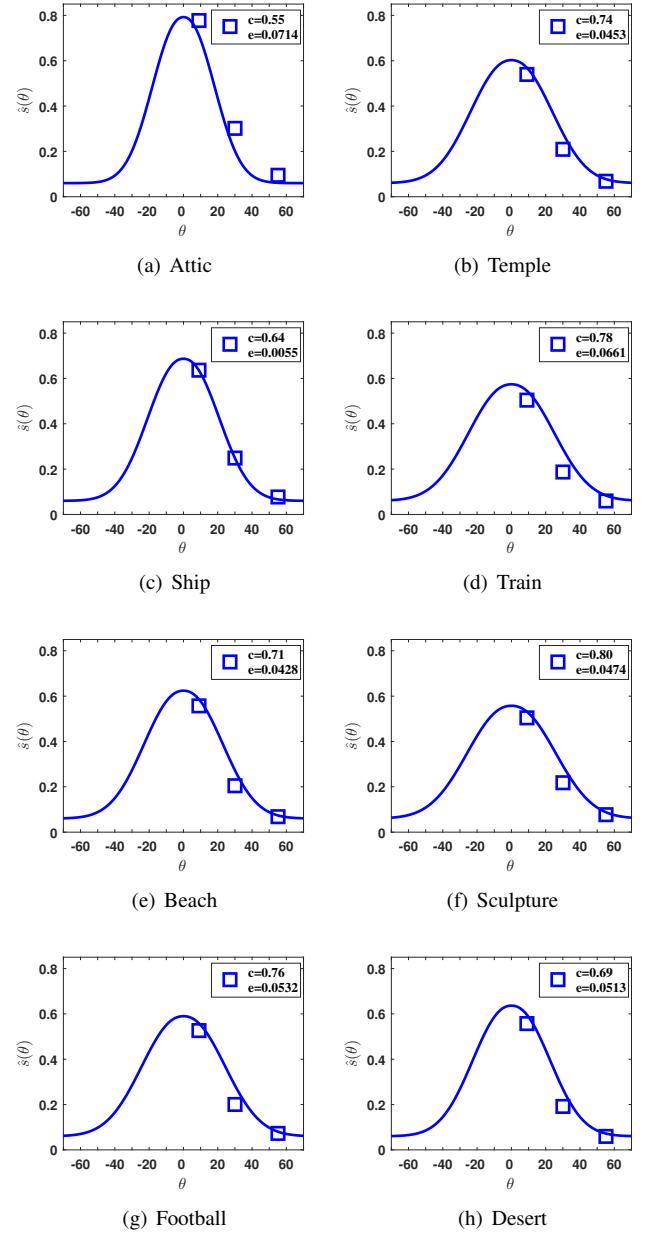 c=0.55
e=0.0714
0.8
0.6
0.4
0.2
0
ŝ(θ)
-60 -40 -20 0 20 40 60
θ
(a) Attic
c=0.74
e=0.0453
0.8
0.6
0.4
0.2
0
ŝ(θ)
-60 -40 -20 0 20 40 60
θ
(b) Temple
c=0.64
e=0.0055
0.8
0.6
0.4
0.2
0
ŝ(θ)
-60 -40 -20 0 20 40 60
θ
(c) Ship
c=0.78
e=0.0661
0.8
0.6
0.4
0.2
0
ŝ(θ)
-60 -40 -20 0 20 40 60
θ
(d) Train
c=0.71
e=0.0428
0.8
0.6
0.4
0.2
0
ŝ(θ)
-60 -40 -20 0 20 40 60
θ
(e) Beach
c=0.80
e=0.0474
0.8
0.6
0.4
0.2
0
ŝ(θ)
-60 -40 -20 0 20 40 60
θ
(f) Sculpture
c=0.76
e=0.0532
0.8
0.6
0.4
0.2
0
ŝ(θ)
-60 -40 -20 0 20 40 60
θ
(g) Football
c=0.69
e=0.0513
0.8
0.6
0.4
0.2
0
ŝ(θ)
-60 -40 -20 0 20 40 60
θ
(h) Desert